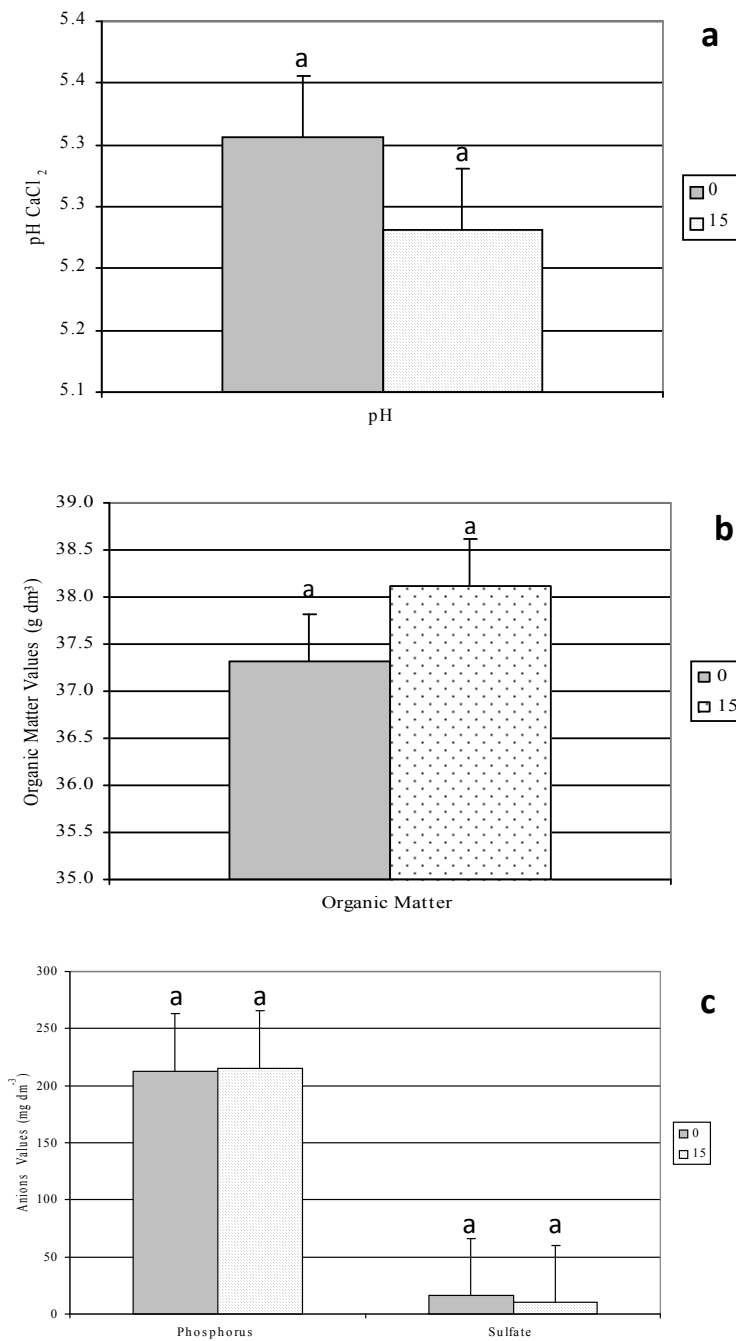 a
5.4
5.4
5.3
5.3
5.2
5.2
5.1
pH CaCl2
a
a
pH
0
15
b
39.0
38.5
38.0
37.5
37.0
36.5
36.0
35.5
35.0
Organic Matter Values (g dm³)
a
a
Organic Matter
0
15
c
300
250
200
150
100
50
0
Anions Values (mg dm-3)
a
a
a
a
Phosphorus
Sulfate
0
15